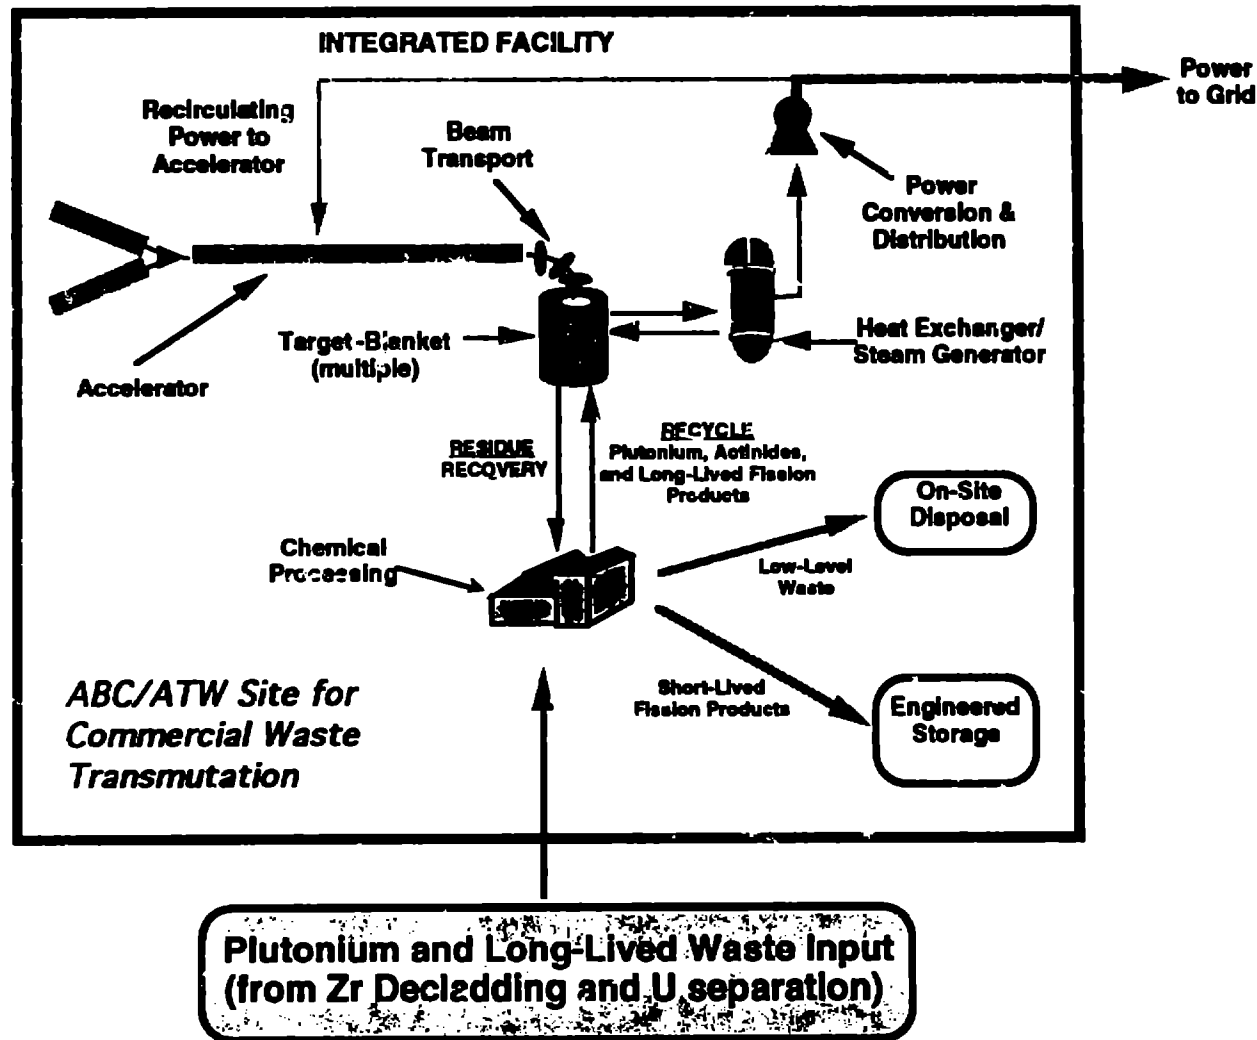 INTEGRATED FACILITY
Power
to Grid
Recirculating
Power to
Accelerator
Beam
Transport
Power
Conversion &
Distribution
Target-Blanket
(multiple)
Heat Exchanger/
Steam Generator
Accelerator
RESIDUE
RECOVERY
RECYCLE
Plutonium, Actinides,
and Long-Lived Fission
Products
On-Site
Disposal
Chemical
Processing
Low-Level
Waste
Short-Lived
Fission Products
Engineered
Storage
ABC/ATW Site for
Commercial Waste
Transmutation
Plutonium and Long-Lived Waste Input
(from Zr Decladding and U separation)